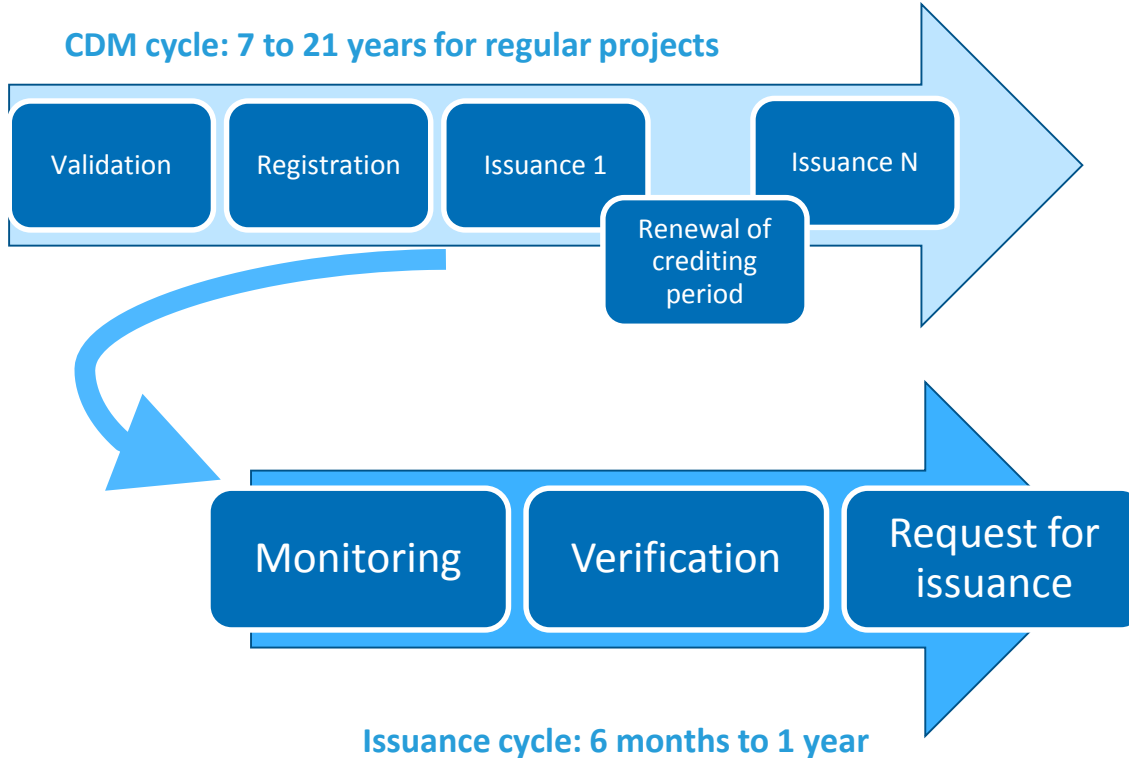 CDM cycle: 7 to 21 years for regular projects
Validation
Registration
Issuance 1
Renewal of
crediting
period
Issuance N
Monitoring
Verification
Request for
issuance
Issuance cycle: 6 months to 1 year